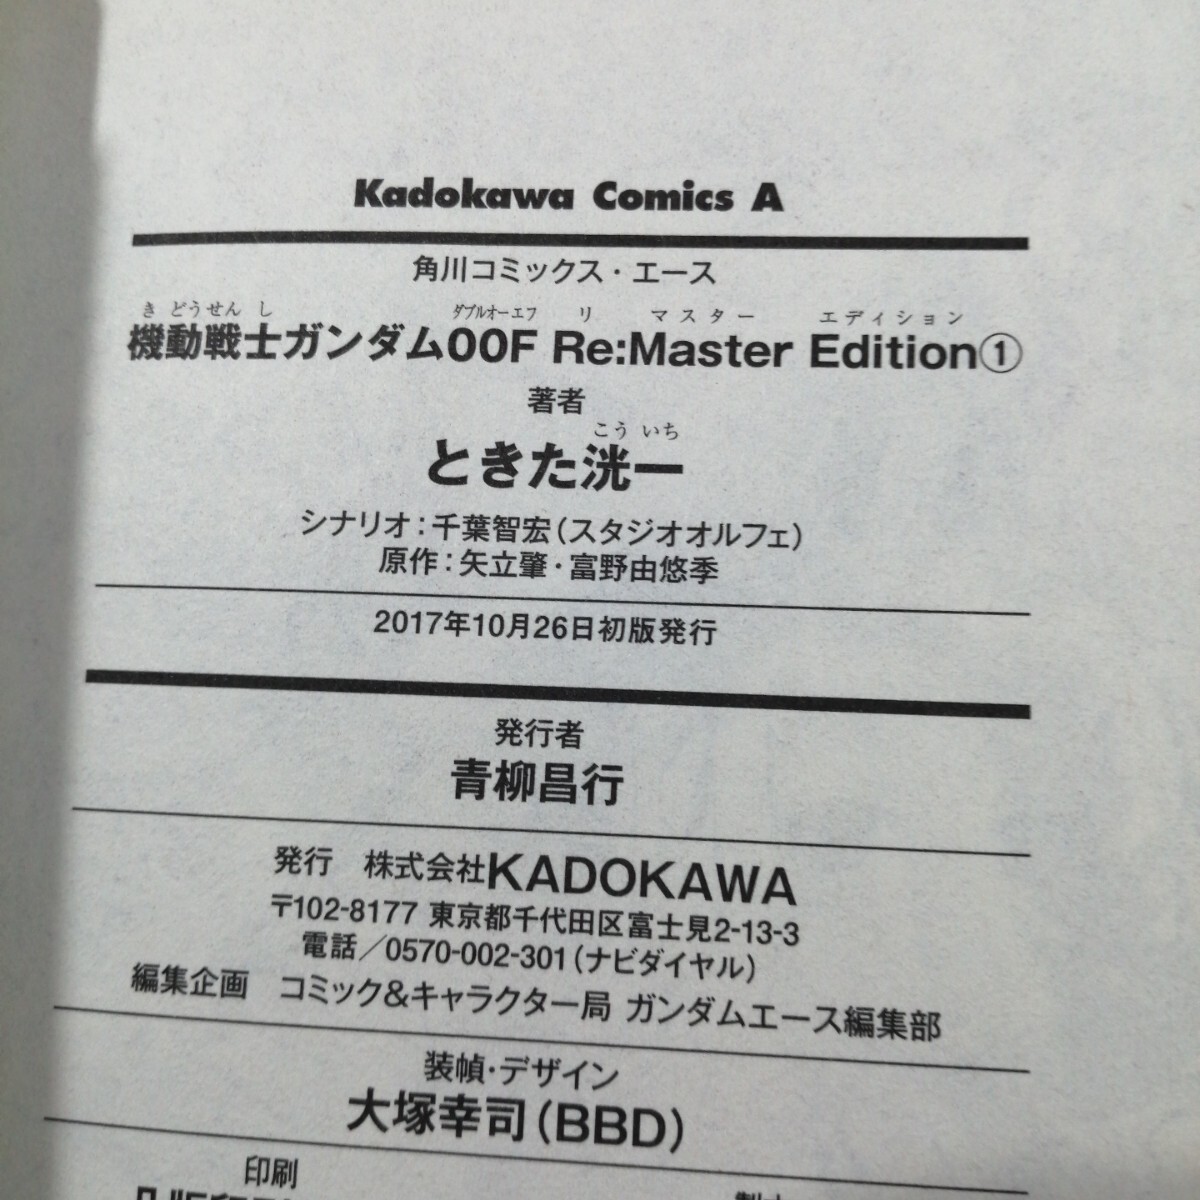 Kadokawa Comics A
角川コミックス・エース
き どうせん し ダブルオーエフ リ マスター エディション
機動戦士ガンダム00F Re:Master Edition①
著者
こう いち
ときた洸一
シナリオ:千葉智宏(スタジオオルフェ)
原作:矢立肇・富野由悠季
2017年10月26日初版発行
発行者
青柳昌行
発行 株式会社KADOKAWA
〒102-8177 東京都千代田区富士見2-13-3
電話/0570-002-301(ナビダイヤル)
編集企画 コミック&キャラクター局 ガンダムエース編集部
装幀・デザイン
大塚幸司(BBD)
印刷